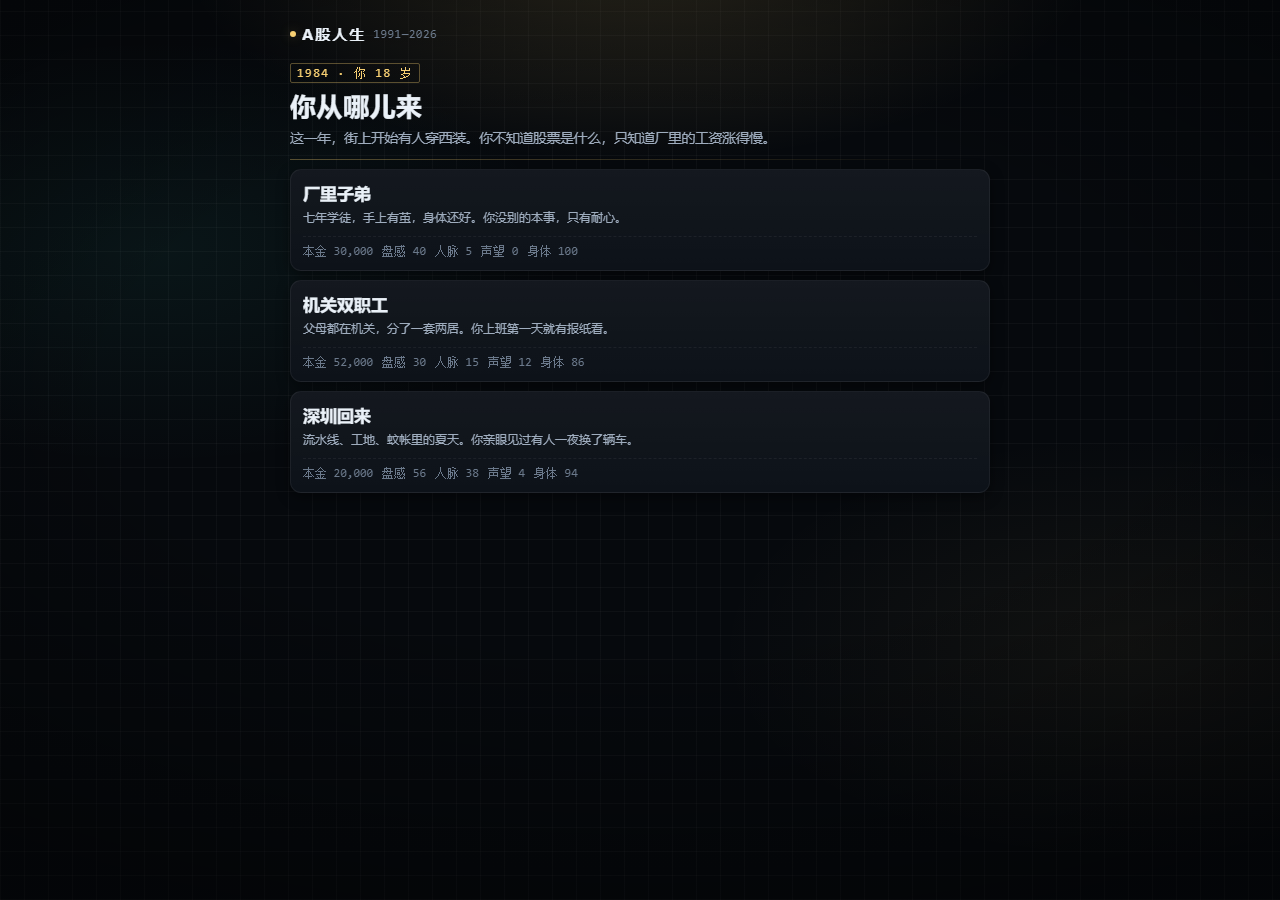 A股人生 1991—2026
1984 · 你 18 岁
你从哪儿来
这一年，街上开始有人穿西装。你不知道股票是什么，只知道厂里的工资涨得慢。
厂里子弟
七年学徒，手上有茧，身体还好。你没别的本事，只有耐心。
本金 30,000 盘感 40 人脉 5 声望 0 身体 100
机关双职工
父母都在机关，分了一套两居。你上班第一天就有报纸看。
本金 52,000 盘感 30 人脉 15 声望 12 身体 86
深圳回来
流水线、工地、蚊帐里的夏天。你亲眼见过有人一夜换了辆车。
本金 20,000 盘感 56 人脉 38 声望 4 身体 94